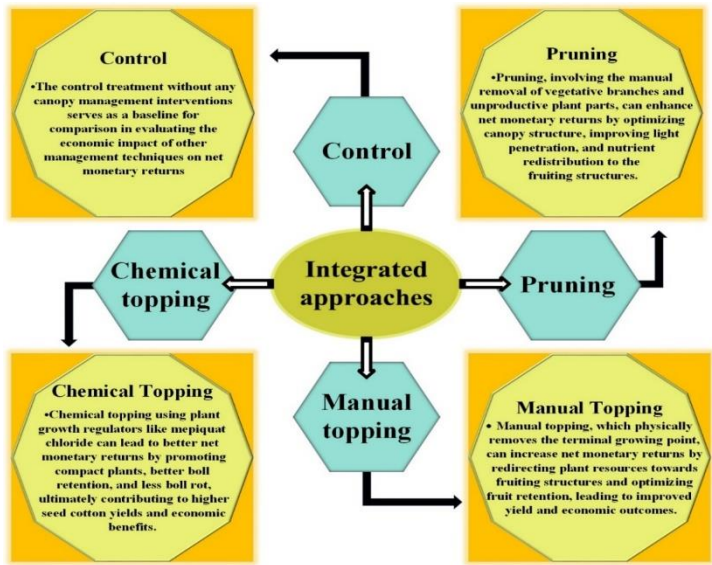 Control
•The control treatment without any
canopy management interventions
serves as a baseline for
comparison in evaluating the
economic impact of other
management techniques on net
monetary returns
Pruning
•Pruning, involving the manual
removal of vegetative branches and
unproductive plant parts, can enhance
net monetary returns by optimizing
canopy structure, improving light
penetration, and nutrient
redistribution to the
fruiting structures.
Control
Chemical
topping
Integrated
approaches
Pruning
Manual
topping
Chemical Topping
•Chemical topping using plant
growth regulators like mepiquat
chloride can lead to better net
monetary returns by promoting
compact plants, better boll
retention, and less boll rot,
ultimately contributing to higher
seed cotton yields and economic
benefits.
Manual Topping
• Manual topping, which physically
removes the terminal growing point,
can increase net monetary returns by
redirecting plant resources towards
fruiting structures and optimizing
fruit retention, leading to improved
yield and economic outcomes.